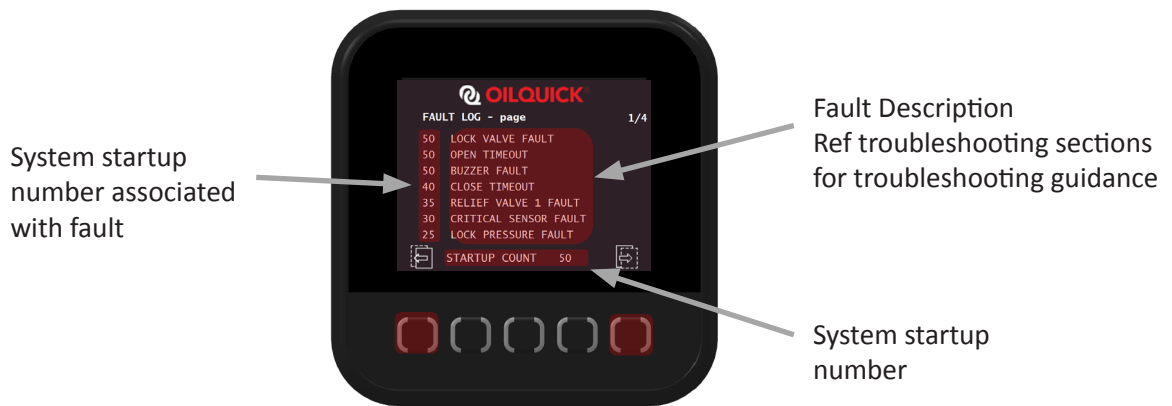 OILQUICK®
FAULT LOG - page 1/4
50 LOCK VALVE FAULT
50 OPEN TIMEOUT
50 BUZZER FAULT
40 CLOSE TIMEOUT
35 RELIEF VALVE 1 FAULT
30 CRITICAL SENSOR FAULT
25 LOCK PRESSURE FAULT
STARTUP COUNT 50
System startup
number associated
with fault
Fault Description
Ref troubleshooting sections
for troubleshooting guidance
System startup
number